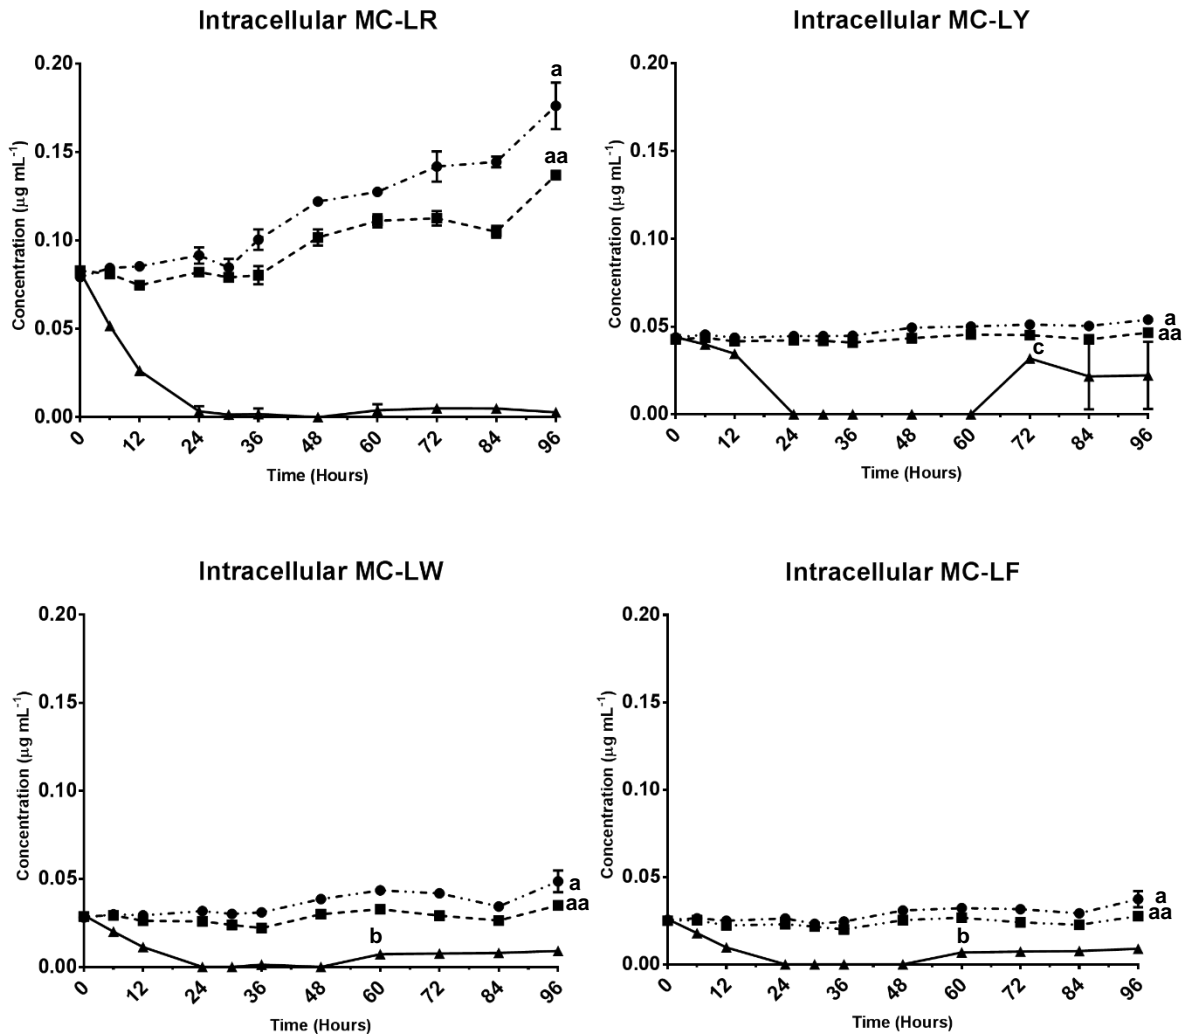 Intracellular MC-LR
Concentration (μg mL⁻¹)
0.20
0.15
0.10
0.05
0.00
a
aa
0 12 24 36 48 60 72 84 96
Time (Hours)
Intracellular MC-LY
Concentration (μg mL⁻¹)
0.20
0.15
0.10
0.05
0.00
a
aa
c
0 12 24 36 48 60 72 84 96
Time (Hours)
Intracellular MC-LW
Concentration (μg mL⁻¹)
0.20
0.15
0.10
0.05
0.00
a
aa
b
0 12 24 36 48 60 72 84 96
Time (Hours)
Intracellular MC-LF
Concentration (μg mL⁻¹)
0.20
0.15
0.10
0.05
0.00
a
aa
b
0 12 24 36 48 60 72 84 96
Time (Hours)